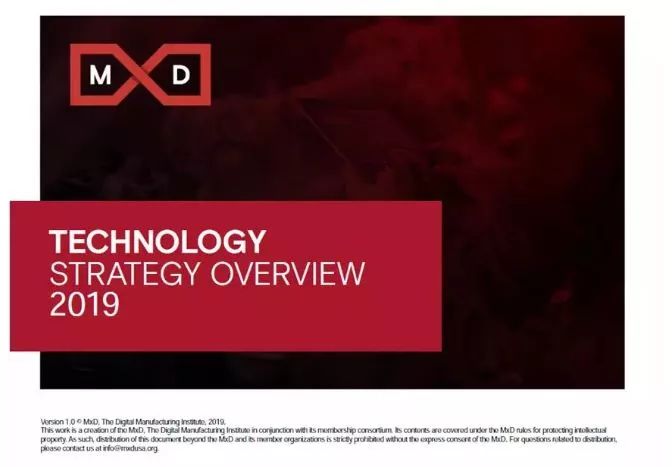 M D
TECHNOLOGY
STRATEGY OVERVIEW
2019
Version 1.0 © MxD, The Digital Manufacturing Institute, 2019.
This work is a creation of the MxD, The Digital Manufacturing Institute in conjunction with its membership consortium. Its contents are covered under the MxD rules for protecting intellectual
property. As such, distribution of this document beyond the MxD and its member organizations is strictly prohibited without the express consent of the MxD. For questions related to distribution,
please contact us at info@mxdusa.org.